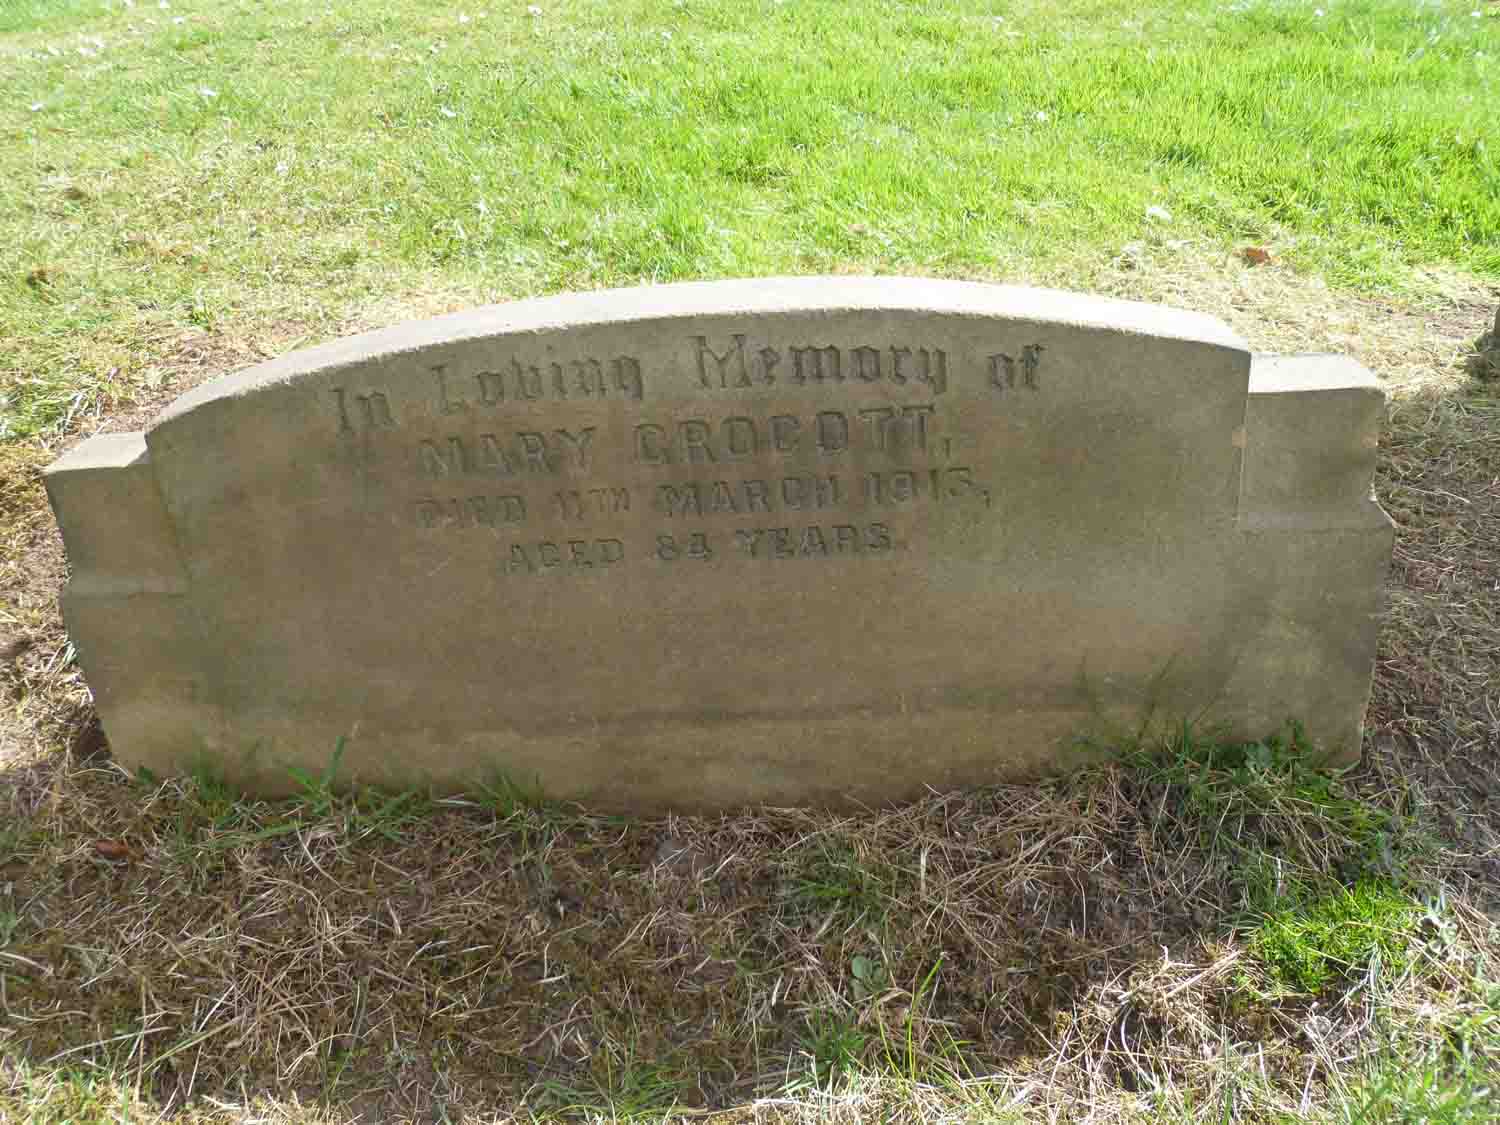 In Loving Memory of
MARY CROCOTT,
DIED 11TH MARCH 1913,
AGED 84 YEARS.